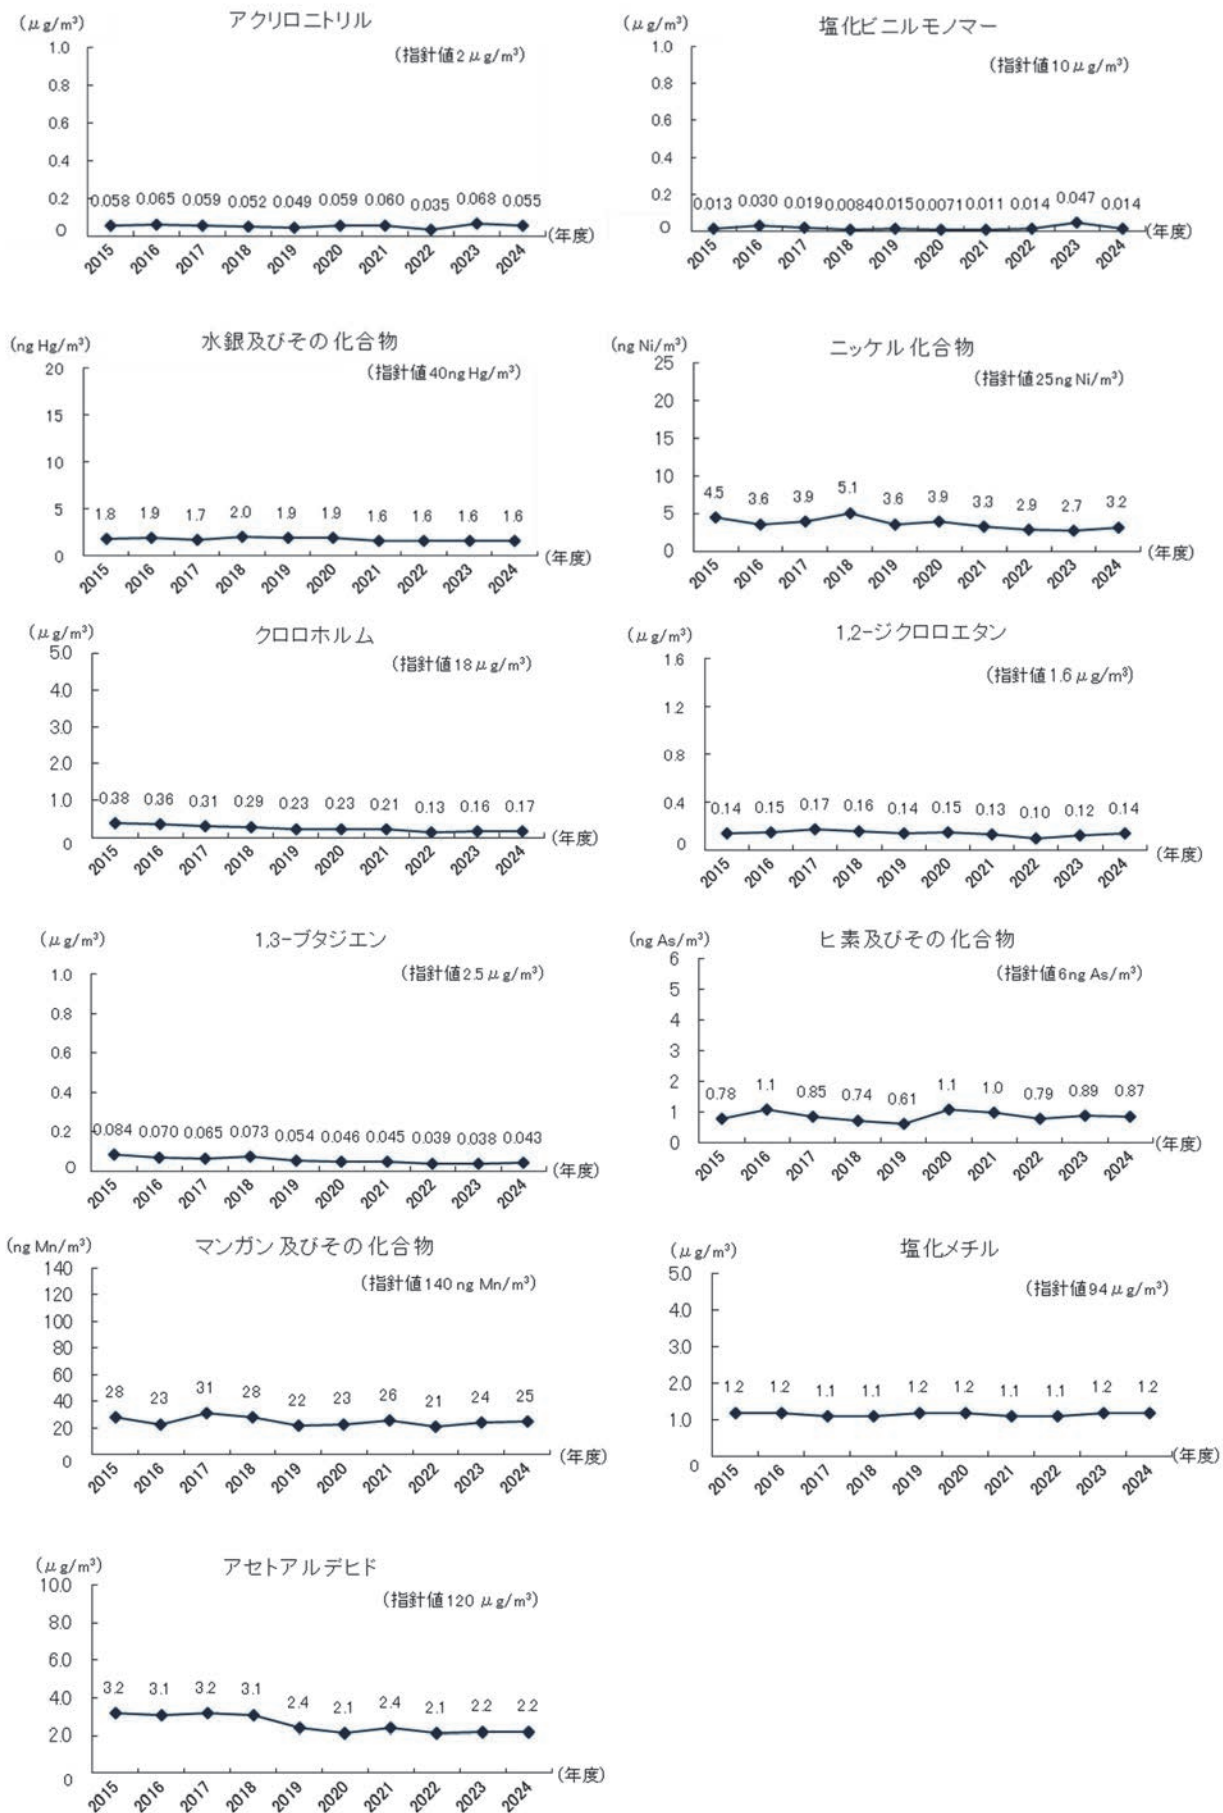 アクリロニトリル
(μg/m³)
(指針値2μg/m³)
1.0
0.8
0.6
0.4
0.2
0
0.058 0.065 0.059 0.052 0.049 0.059 0.060 0.035 0.068 0.055
2015 2016 2017 2018 2019 2020 2021 2022 2023 2024
(年度)
塩化ビニルモノマー
(μg/m³)
(指針値10μg/m³)
1.0
0.8
0.6
0.4
0.2
0
0.013 0.030 0.019 0.0084 0.015 0.0071 0.011 0.014 0.047 0.014
2015 2016 2017 2018 2019 2020 2021 2022 2023 2024
(年度)
水銀及びその化合物
(ng Hg/m³)
(指針値40ng Hg/m³)
20
15
10
5
0
1.8 1.9 1.7 2.0 1.9 1.9 1.6 1.6 1.6 1.6
2015 2016 2017 2018 2019 2020 2021 2022 2023 2024
(年度)
ニッケル化合物
(ng Ni/m³)
(指針値25ng Ni/m³)
25
20
15
10
5
0
4.5 3.6 3.9 5.1 3.6 3.9 3.3 2.9 2.7 3.2
2015 2016 2017 2018 2019 2020 2021 2022 2023 2024
(年度)
クロロホルム
(μg/m³)
(指針値18μg/m³)
5.0
4.0
3.0
2.0
1.0
0
0.38 0.36 0.31 0.29 0.23 0.23 0.21 0.13 0.16 0.17
2015 2016 2017 2018 2019 2020 2021 2022 2023 2024
(年度)
1,2-ジクロロエタン
(μg/m³)
(指針値1.6μg/m³)
1.6
1.2
0.8
0.4
0
0.14 0.15 0.17 0.16 0.14 0.15 0.13 0.10 0.12 0.14
2015 2016 2017 2018 2019 2020 2021 2022 2023 2024
(年度)
1,3-ブタジエン
(μg/m³)
(指針値2.5μg/m³)
1.0
0.8
0.6
0.4
0.2
0
0.084 0.070 0.065 0.073 0.054 0.046 0.045 0.039 0.038 0.043
2015 2016 2017 2018 2019 2020 2021 2022 2023 2024
(年度)
ヒ素及びその化合物
(ng As/m³)
(指針値6ng As/m³)
6
5
4
3
2
1
0
0.78 1.1 0.85 0.74 0.61 1.1 1.0 0.79 0.89 0.87
2015 2016 2017 2018 2019 2020 2021 2022 2023 2024
(年度)
マンガン及びその化合物
(ng Mn/m³)
(指針値140 ng Mn/m³)
140
120
100
80
60
40
20
0
28 23 31 28 22 23 26 21 24 25
2015 2016 2017 2018 2019 2020 2021 2022 2023 2024
(年度)
塩化メチル
(μg/m³)
(指針値94μg/m³)
5.0
4.0
3.0
2.0
1.0
0
1.2 1.2 1.1 1.1 1.2 1.2 1.1 1.1 1.2 1.2
2015 2016 2017 2018 2019 2020 2021 2022 2023 2024
(年度)
アセトアルデヒド
(μg/m³)
(指針値120 μg/m³)
10.0
8.0
6.0
4.0
2.0
0
3.2 3.1 3.2 3.1 2.4 2.1 2.4 2.1 2.2 2.2
2015 2016 2017 2018 2019 2020 2021 2022 2023 2024
(年度)